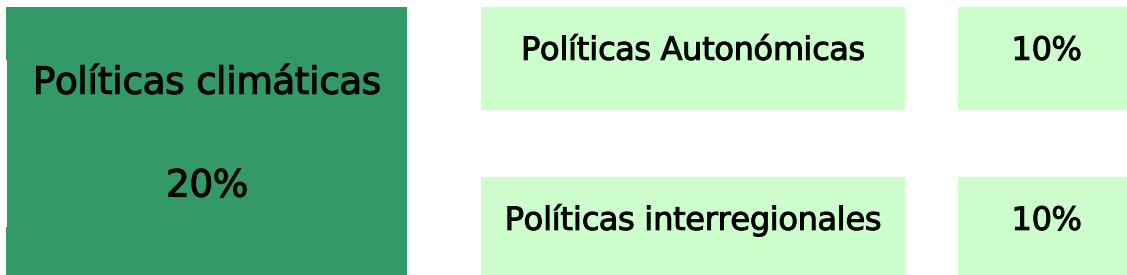 Políticas climáticas
20%
Políticas Autonómicas
10%
Políticas interregionales
10%